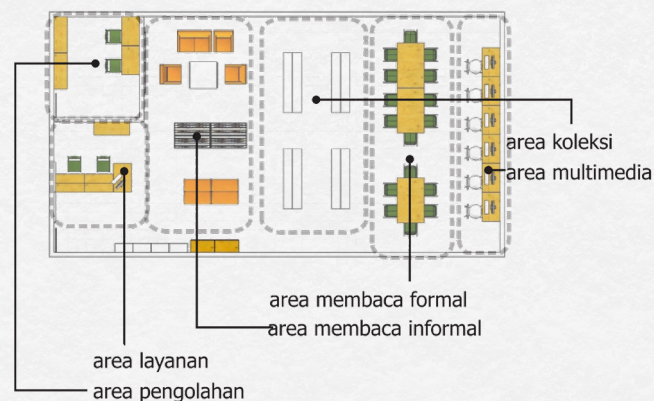 area koleksi
area multimedia
area membaca formal
area membaca informal
area layanan
area pengolahan